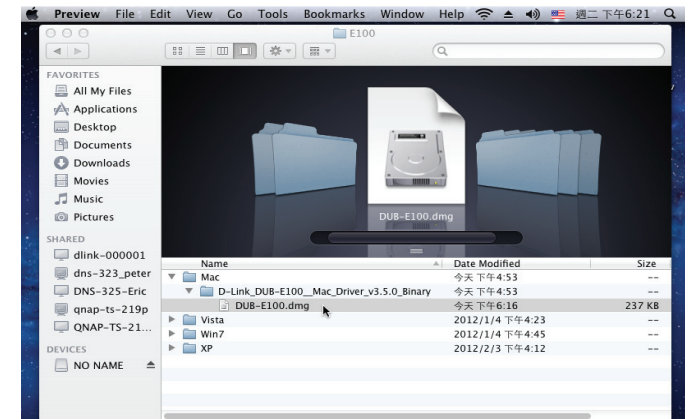 Preview File Edit View Go Tools Bookmarks Window Help 週二下午6:21
E100
FAVORITES
All My Files
Applications
Desktop
Documents
Downloads
Movies
Music
Pictures
SHARED
dlink-000001
dns-323_peter
DNS-325-Eric
qnap-ts-219p
QNAP-TS-21...
DEVICES
NO NAME
DUB-E100.dmg
Name Date Modified Size
Mac 今天 下午4:53 --
D-Link_DUB-E100__Mac_Driver_v3.5.0_Binary 今天 下午4:53 --
DUB-E100.dmg 今天 下午6:16 237 KB
Vista 2012/1/4 下午4:23 --
Win7 2012/1/4 下午4:45 --
XP 2012/2/3 下午4:12 --